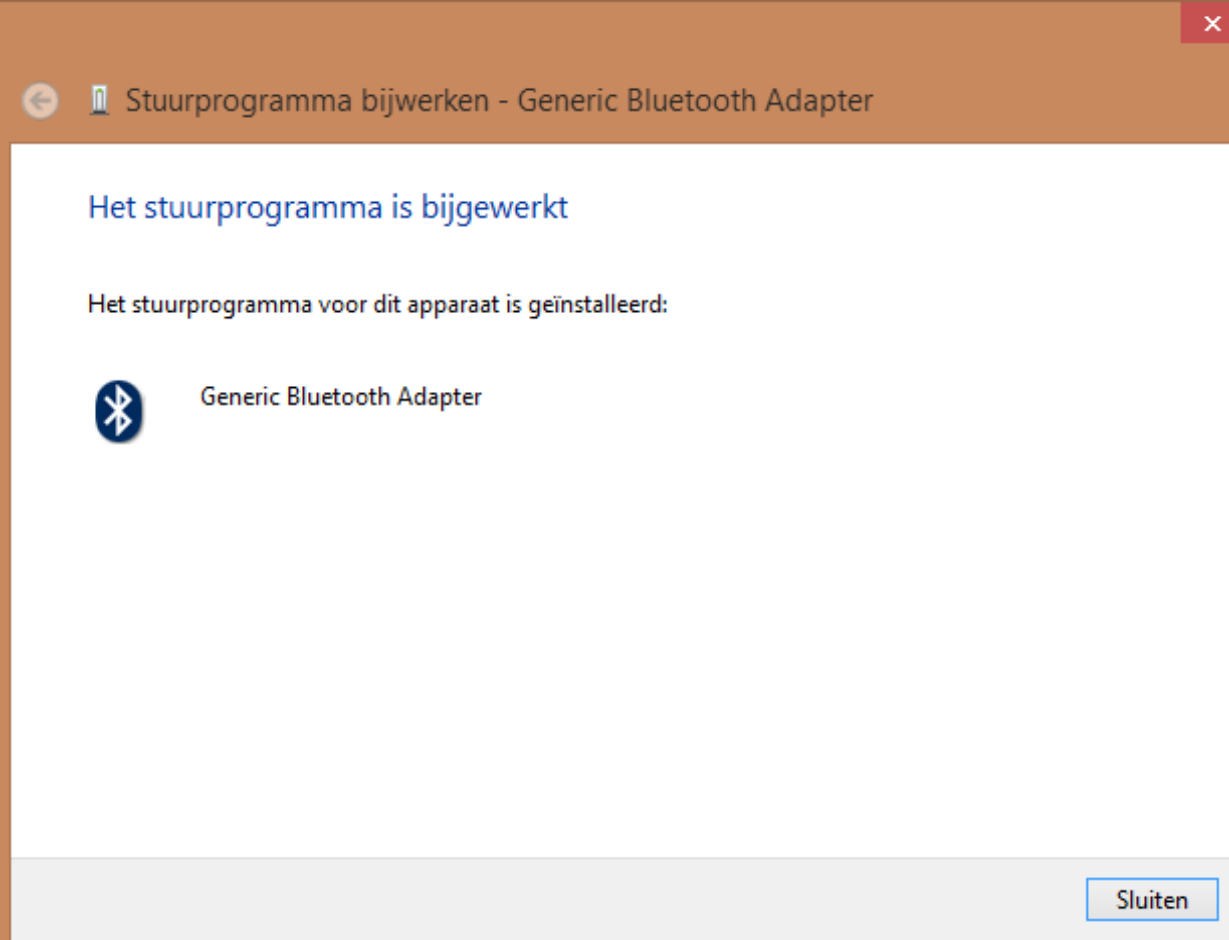 Stuurprogramma bijwerken - Generic Bluetooth Adapter
Het stuurprogramma is bijgewerkt
Het stuurprogramma voor dit apparaat is geïnstalleerd:
Generic Bluetooth Adapter
Sluiten